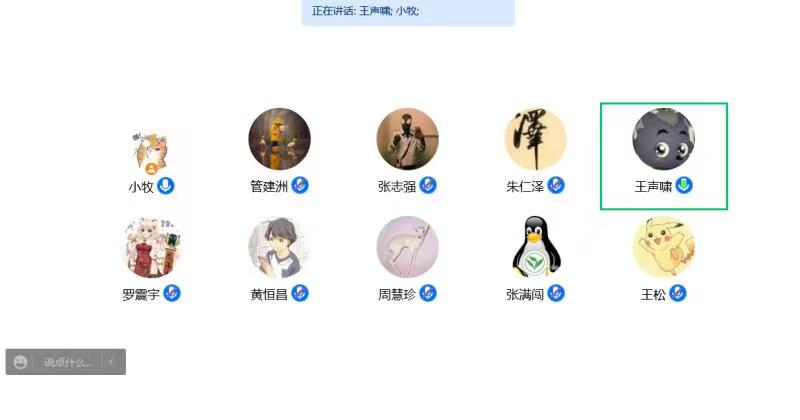 正在讲话: 王声啸; 小牧;
澤
小牧 管建洲 张志强 朱仁泽 王声啸
罗震宇 黄恒昌 周慧珍 张满闯 王松
说点什么...